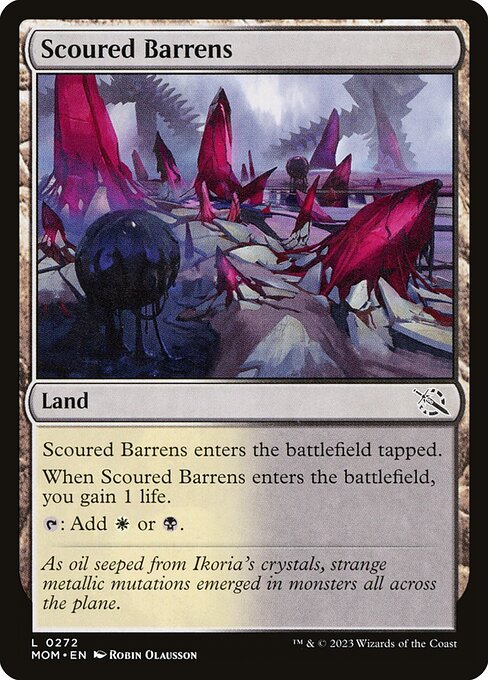 Scoured Barrens
Land
Scoured Barrens enters the battlefield tapped.
When Scoured Barrens enters the battlefield,
you gain 1 life.
: Add or .
As oil seeped from Ikoria's crystals, strange
metallic mutations emerged in monsters all across
the plane.
L 0272
MOM • EN Robin Olausson
™ & © 2023 Wizards of the Coast